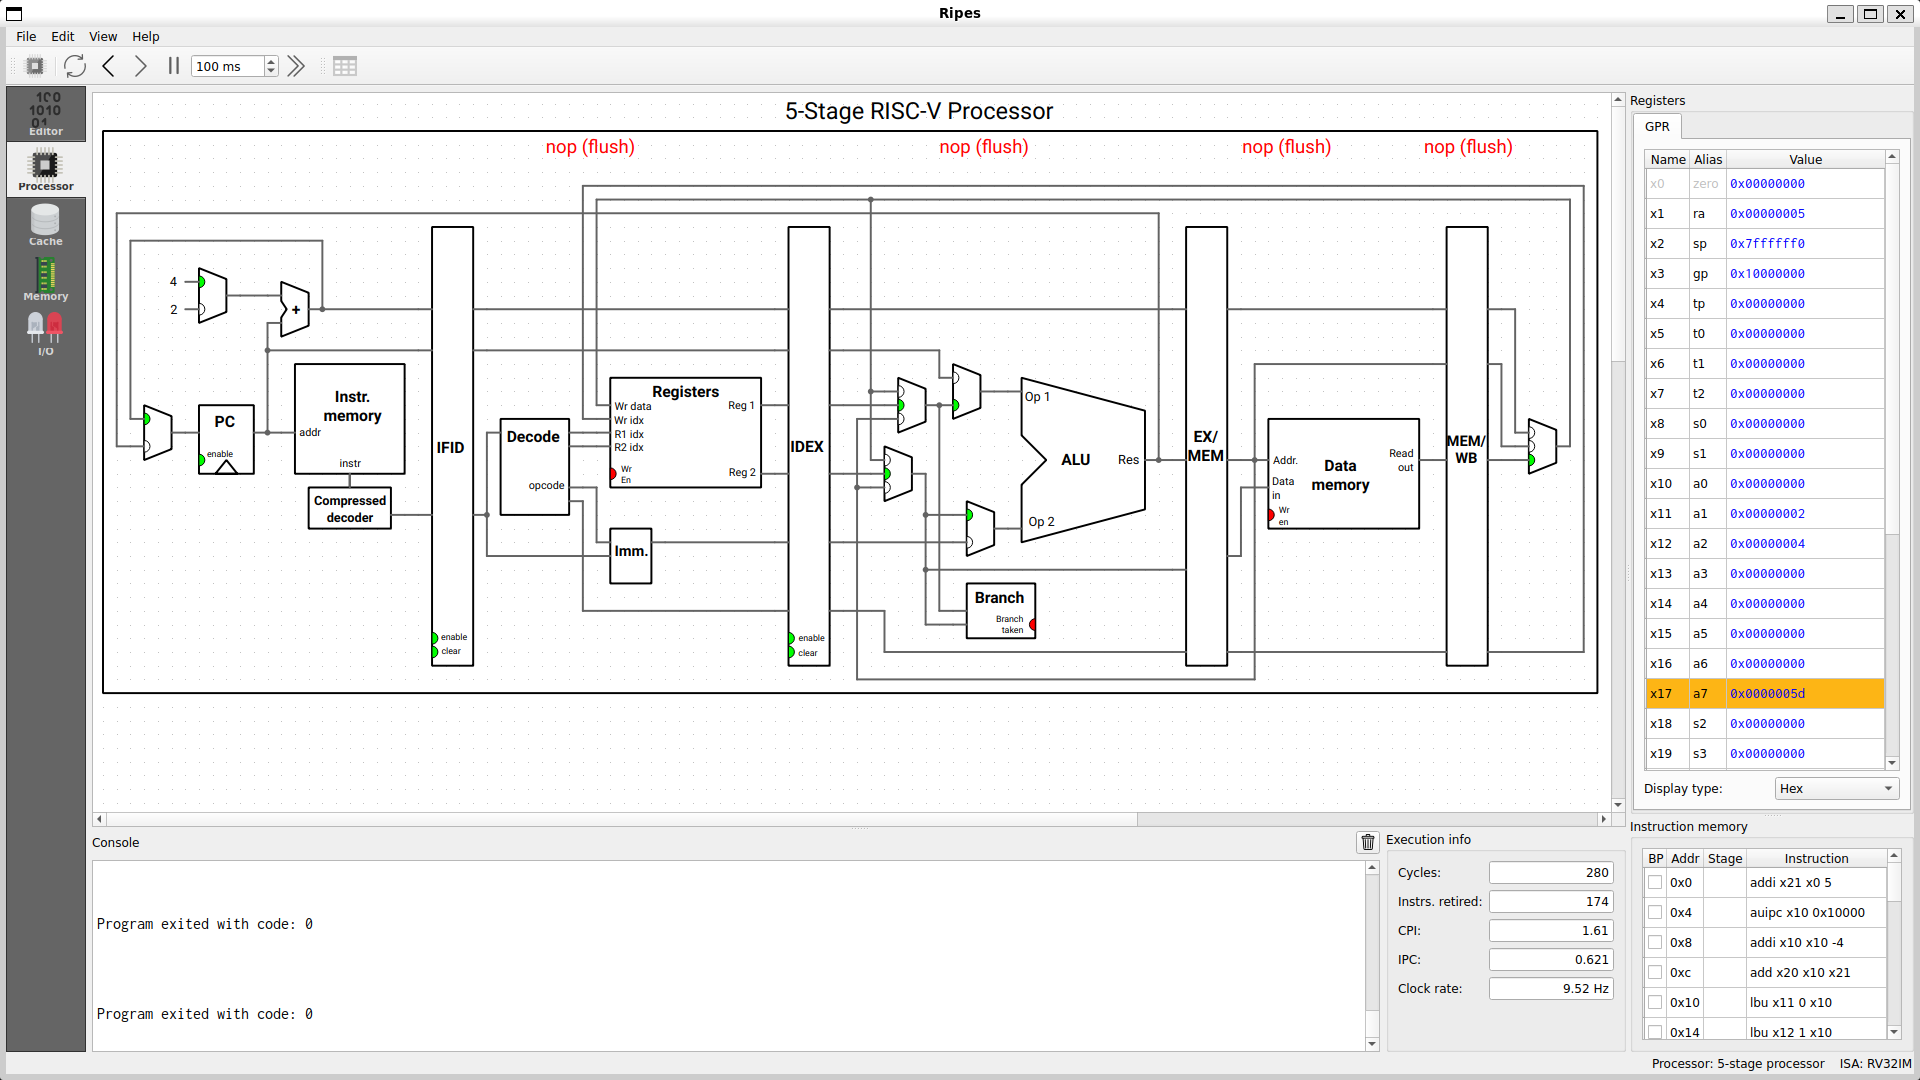 Ripes
File Edit View Help
100 ms
Editor
Processor
Cache
Memory
I/O
5-Stage RISC-V Processor
nop (flush) nop (flush) nop (flush) nop (flush)
4
2
+
PC
enable
Instr.
memory
addr
instr
Compressed
decoder
IFID
enable
clear
Decode
opcode
Registers
Wr data
Wr idx
R1 idx
R2 idx
Wr
En
Reg 1
Reg 2
Imm.
IDEX
enable
clear
Op 1
ALU
Res
Op 2
Branch
Branch
taken
EX/
MEM
Addr.
Data
in
Wr
en
Data
memory
Read
out
MEM/
WB
Registers
GPR
Name Alias Value
x0 zero 0x00000000
x1 ra 0x00000005
x2 sp 0x7ffffff0
x3 gp 0x10000000
x4 tp 0x00000000
x5 t0 0x00000000
x6 t1 0x00000000
x7 t2 0x00000000
x8 s0 0x00000000
x9 s1 0x00000000
x10 a0 0x00000000
x11 a1 0x00000002
x12 a2 0x00000004
x13 a3 0x00000000
x14 a4 0x00000000
x15 a5 0x00000000
x16 a6 0x00000000
x17 a7 0x0000005d
x18 s2 0x00000000
x19 s3 0x00000000
Display type: Hex
Console
Program exited with code: 0
Program exited with code: 0
Execution info
Cycles: 280
Instrs. retired: 174
CPI: 1.61
IPC: 0.621
Clock rate: 9.52 Hz
Instruction memory
BP Addr Stage Instruction
0x0 addi x21 x0 5
0x4 auipc x10 0x10000
0x8 addi x10 x10 -4
0xc add x20 x10 x21
0x10 lbu x11 0 x10
0x14 lbu x12 1 x10
Processor: 5-stage processor ISA: RV32IM